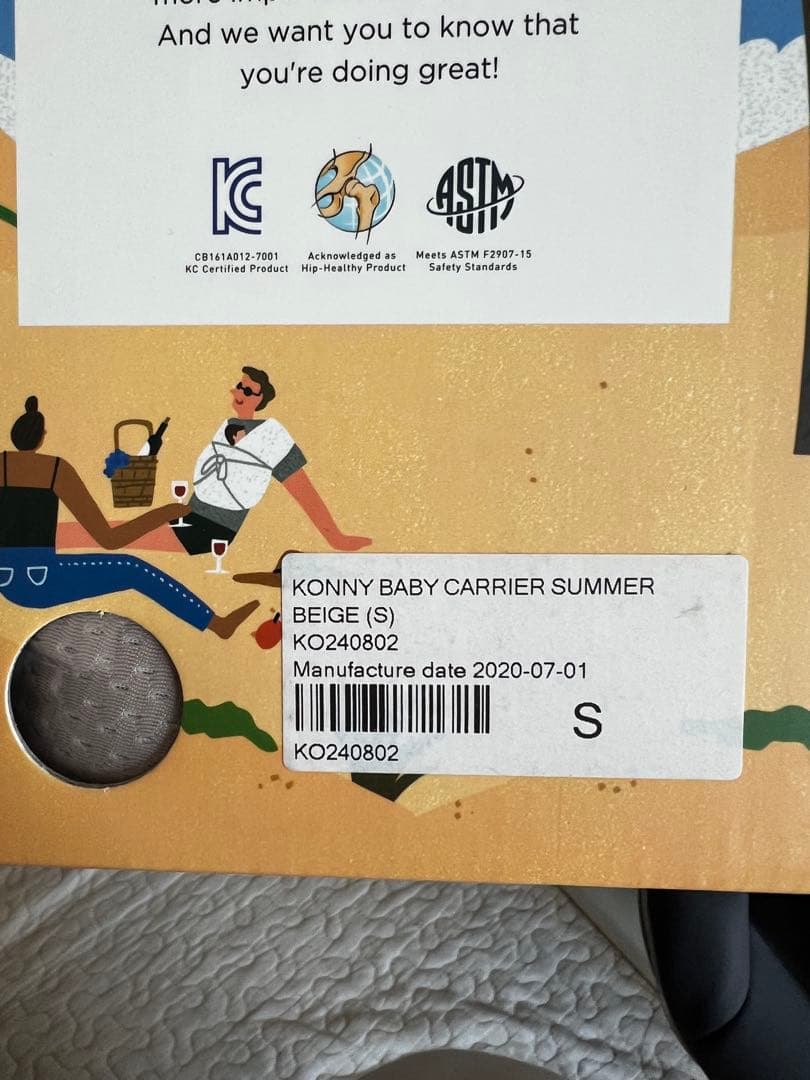 And we want you to know that
you're doing great!
KC
ASTM
CB161A012-7001
KC Certified Product
Acknowledged as
Hip-Healthy Product
Meets ASTM F2907-15
Safety Standards
KONNY BABY CARRIER SUMMER
BEIGE (S)
KO240802
Manufacture date 2020-07-01
S
KO240802